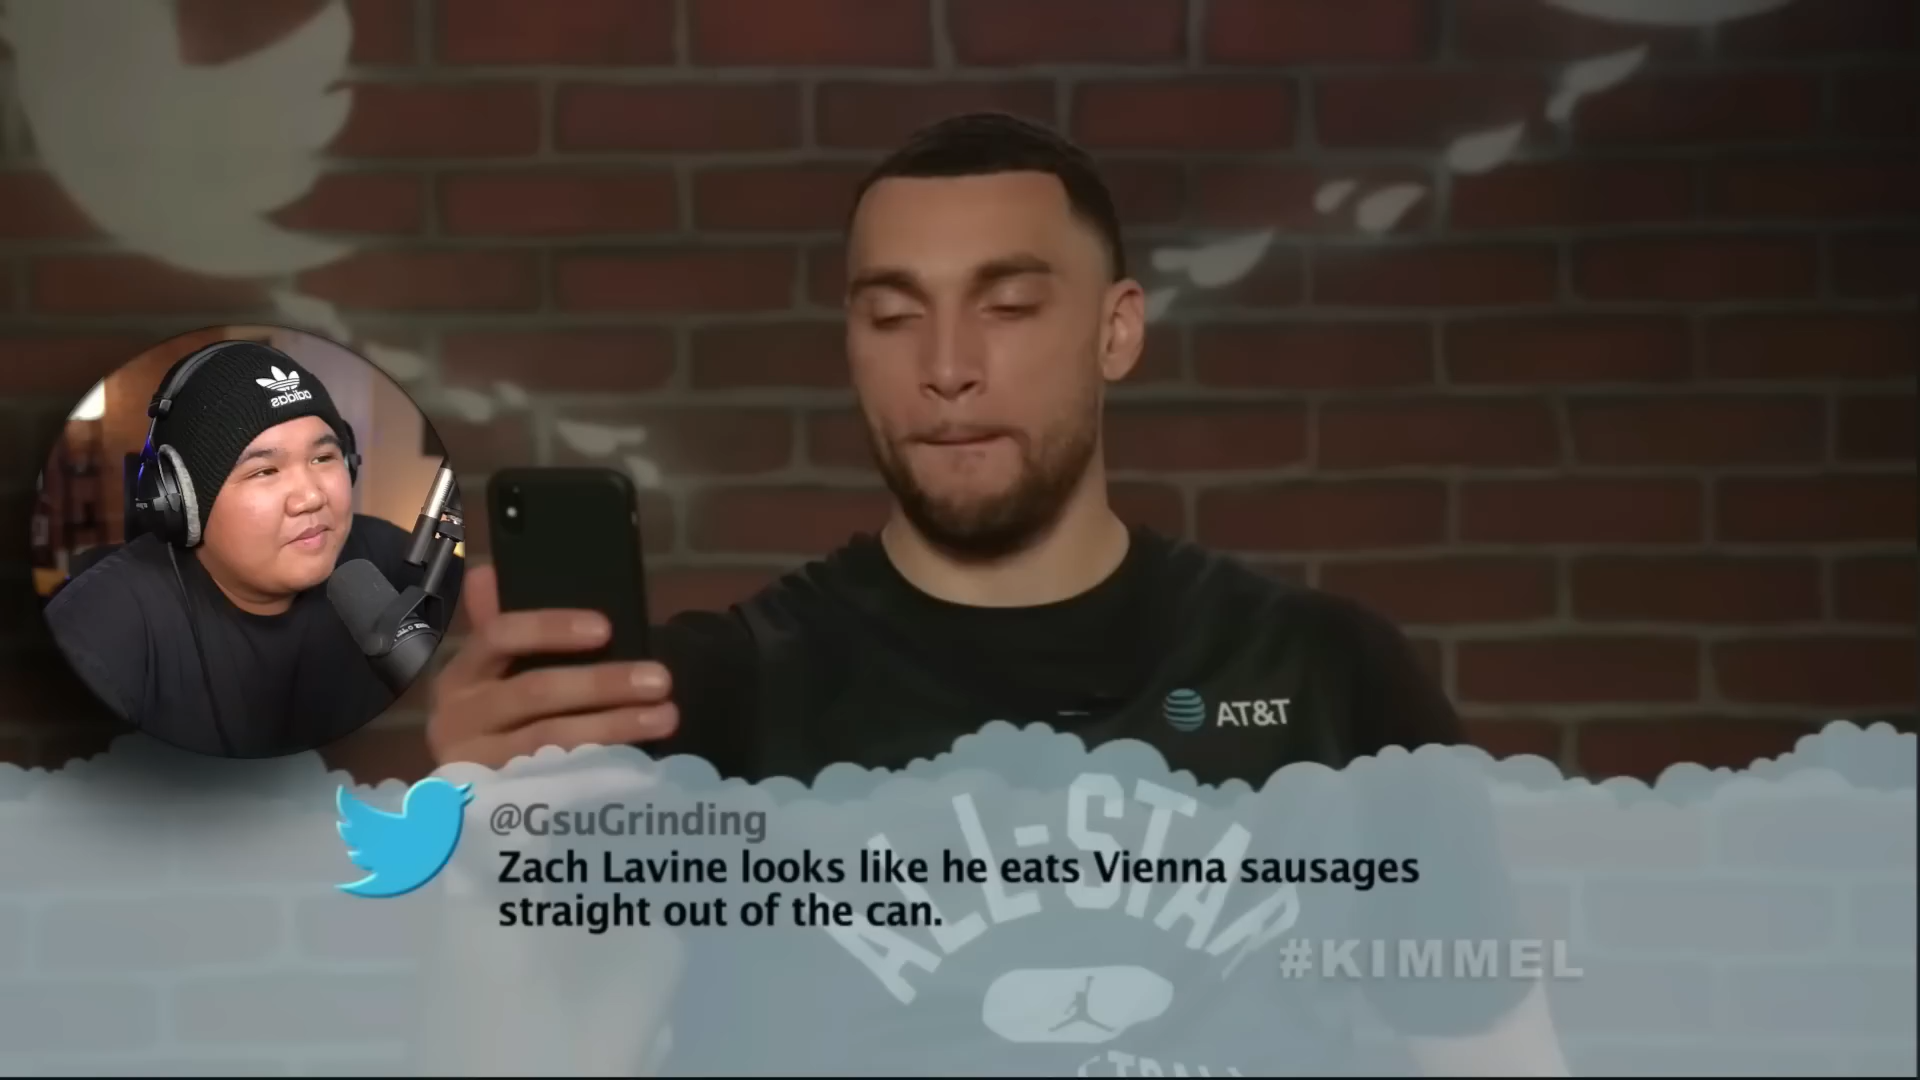 adidas
AT&T
@GsuGrinding
Zach Lavine looks like he eats Vienna sausages
straight out of the can.
ALL-STAR
#KIMMEL